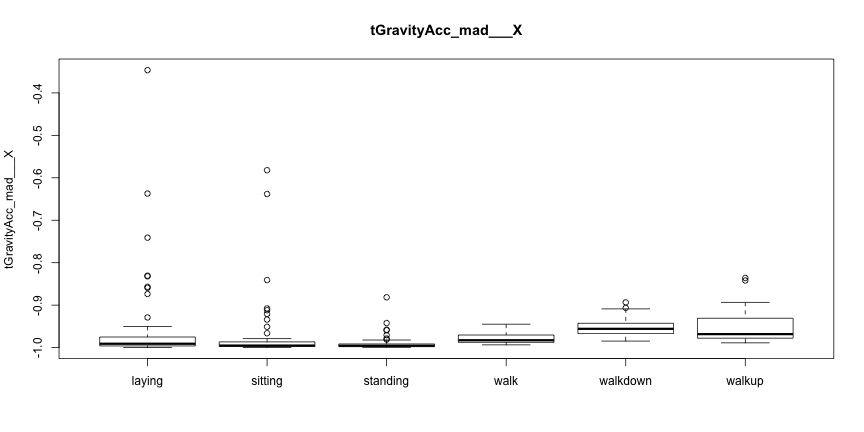 tGravityAcc_mad___X
tGravityAcc_mad___X
-0.4
-0.5
-0.6
-0.7
-0.8
-0.9
-1.0
laying sitting standing walk walkdown walkup